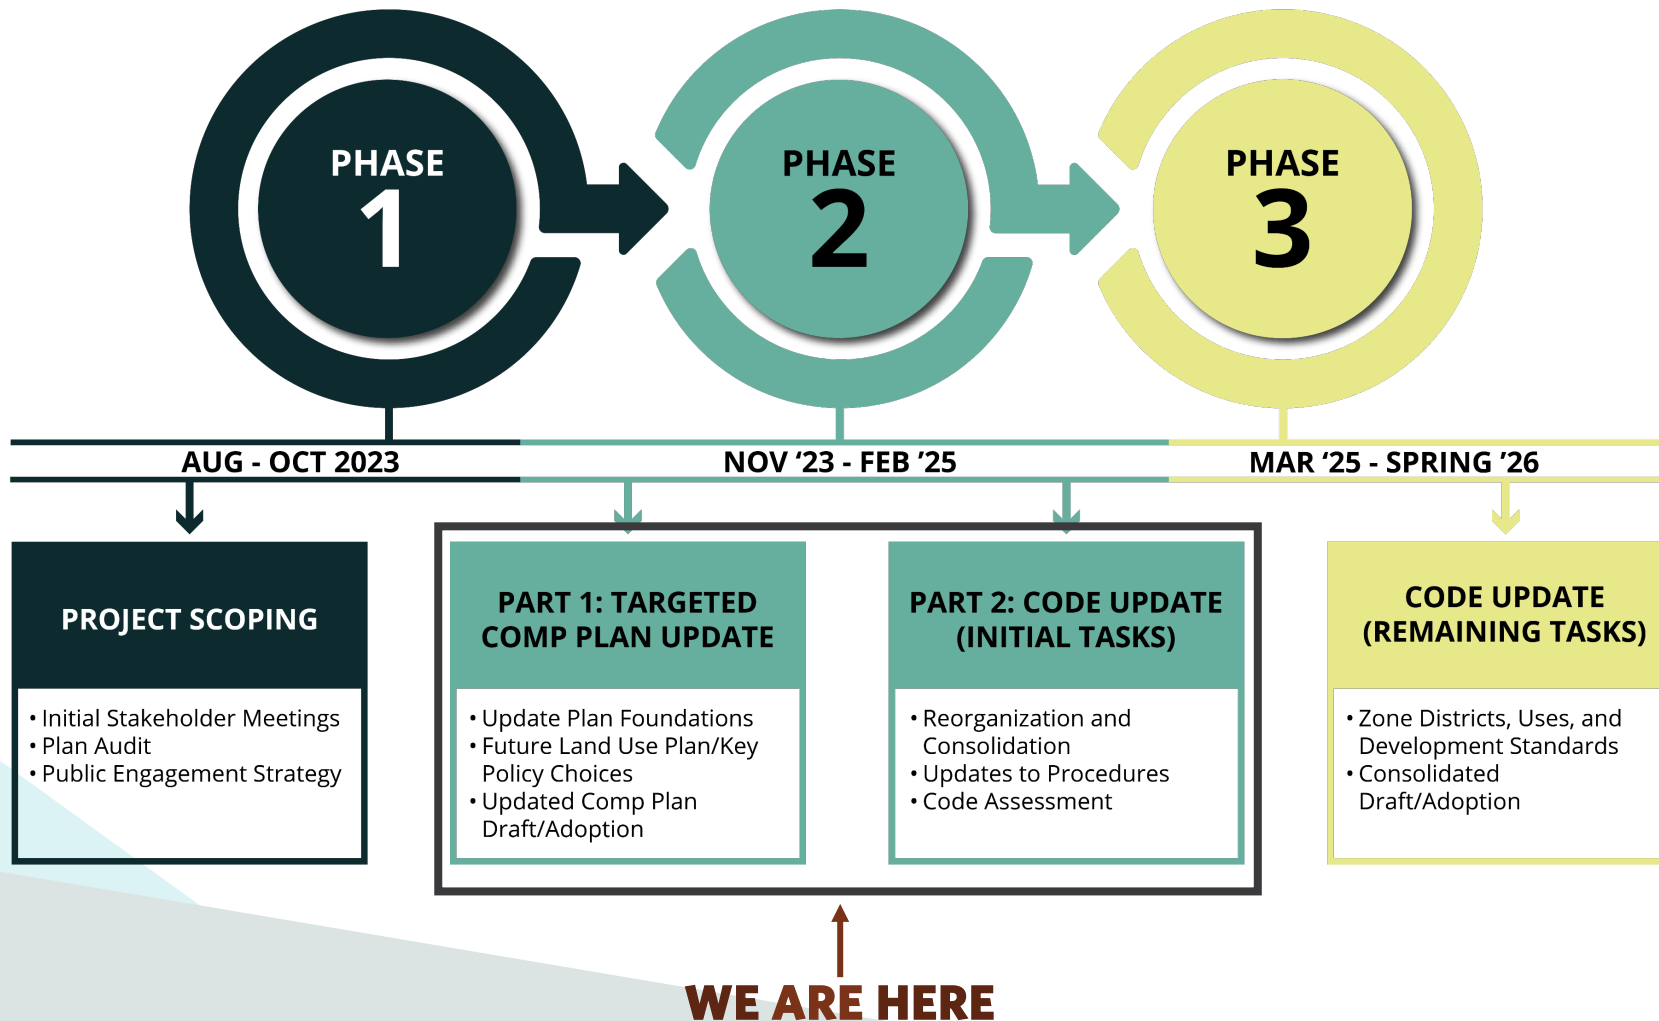 PHASE
1
PHASE
2
PHASE
3
AUG - OCT 2023
NOV ‘23 - FEB ’25
MAR ‘25 - SPRING ’26
PROJECT SCOPING
• Initial Stakeholder Meetings
• Plan Audit
• Public Engagement Strategy
PART 1: TARGETED
COMP PLAN UPDATE
• Update Plan Foundations
• Future Land Use Plan/Key
Policy Choices
• Updated Comp Plan
Draft/Adoption
PART 2: CODE UPDATE
(INITIAL TASKS)
• Reorganization and
Consolidation
• Updates to Procedures
• Code Assessment
CODE UPDATE
(REMAINING TASKS)
• Zone Districts, Uses, and
Development Standards
• Consolidated
Draft/Adoption
WE ARE HERE